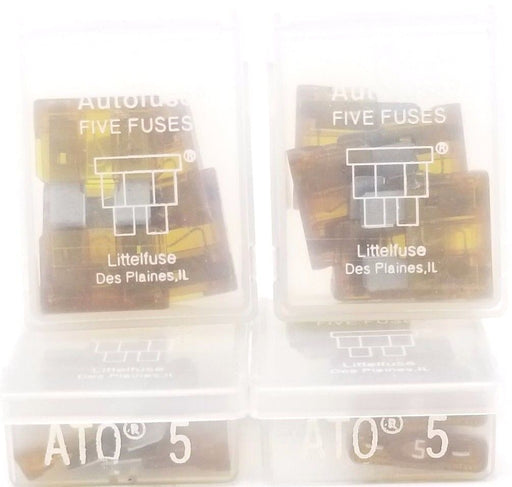 Autofuse
FIVE FUSES
®
Littelfuse
Des Plaines,IL
Autofuse
FIVE FUSES
®
Littelfuse
Des Plaines,IL
Littelfuse
Des Plaines,IL
ATO® 5
FIVE FUSES
Littelfuse
Des Plaines,IL
ATO® 5
5